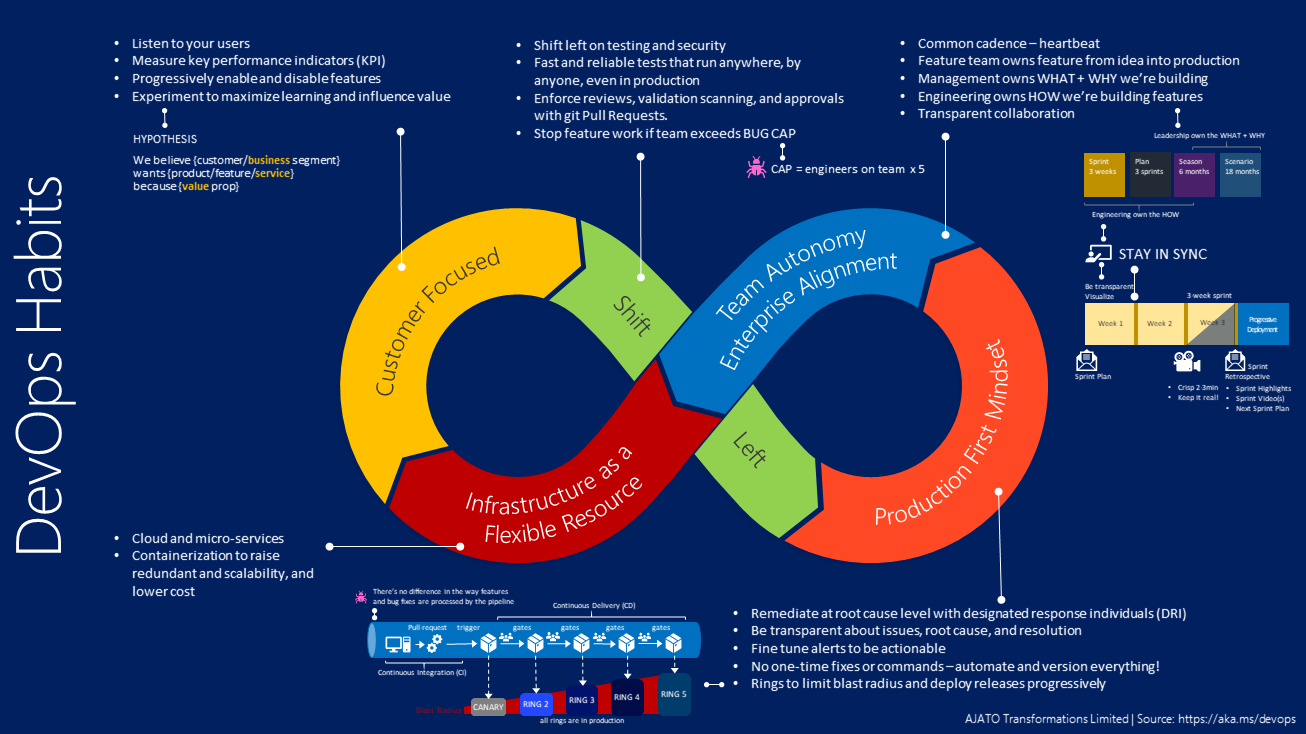 DevOps Habits
• Listen to your users
• Measure key performance indicators (KPI)
• Progressively enable and disable features
• Experiment to maximize learning and influence value
HYPOTHESIS
We believe {customer/business segment}
wants {product/feature/service}
because {value prop}
• Shift left on testing and security
• Fast and reliable tests that run anywhere, by
anyone, even in production
• Enforce reviews, validation scanning, and approvals
with git Pull Requests.
• Stop feature work if team exceeds BUG CAP
CAP = engineers on team x 5
• Common cadence – heartbeat
• Feature team owns feature from idea into production
• Management owns WHAT + WHY we're building
• Engineering owns HOW we're building features
• Transparent collaboration
Leadership own the WHAT + WHY
Sprint
3 weeks
Plan
3 sprints
Season
6 months
Scenario
18 months
Engineering own the HOW
STAY IN SYNC
Be transparent
Visualize
3 week sprint
Week 1
Week 2
Week 3
Progressive
Deployment
Sprint Plan
• Crisp 2-3min
• Keep it real!
Sprint
Retrospective
• Sprint Highlights
• Sprint Video(s)
• Next Sprint Plan
Customer Focused
Shift
Team Autonomy
Enterprise Alignment
Production First Mindset
Left
Infrastructure as a
Flexible Resource
• Cloud and micro-services
• Containerization to raise
redundant and scalability, and
lower cost
There's no difference in the way features
and bug fixes are processed by the pipeline
Continuous Delivery (CD)
Pull-request
trigger
gates
gates
gates
gates
Continuous Integration (CI)
Blast Radius
CANARY
RING 2
RING 3
RING 4
RING 5
all rings are in production
• Remediate at root cause level with designated response individuals (DRI)
• Be transparent about issues, root cause, and resolution
• Fine tune alerts to be actionable
• No one-time fixes or commands – automate and version everything!
• Rings to limit blast radius and deploy releases progressively
AJATO Transformations Limited | Source: https://aka.ms/devops